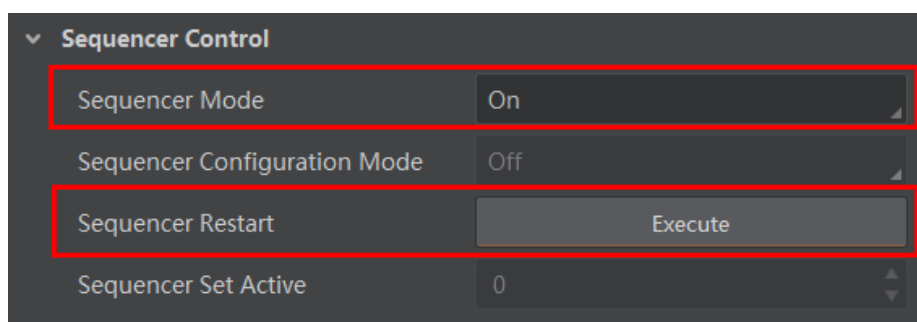 Sequencer Control
Sequencer Mode On
Sequencer Configuration Mode Off
Sequencer Restart Execute
Sequencer Set Active 0